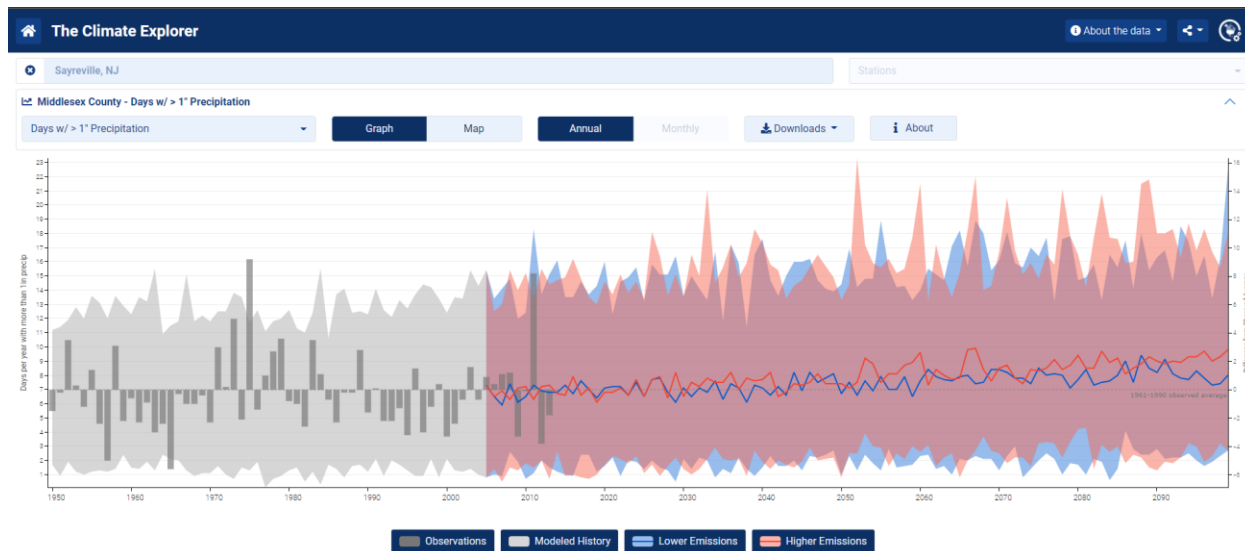 The Climate Explorer
About the data
Sayreville, NJ
Stations
Middlesex County - Days w/ > 1" Precipitation
Days w/ > 1" Precipitation
Graph
Map
Annual
Monthly
Downloads
About
Days per year with more than 1in precip
23
22
21
20
19
18
17
16
15
14
13
12
11
10
9
8
7
6
5
4
3
2
1
16
14
12
10
8
6
4
2
0
-2
-4
-6
1961-1990 observed average
1950
1960
1970
1980
1990
2000
2010
2020
2030
2040
2050
2060
2070
2080
2090
Observations
Modeled History
Lower Emissions
Higher Emissions